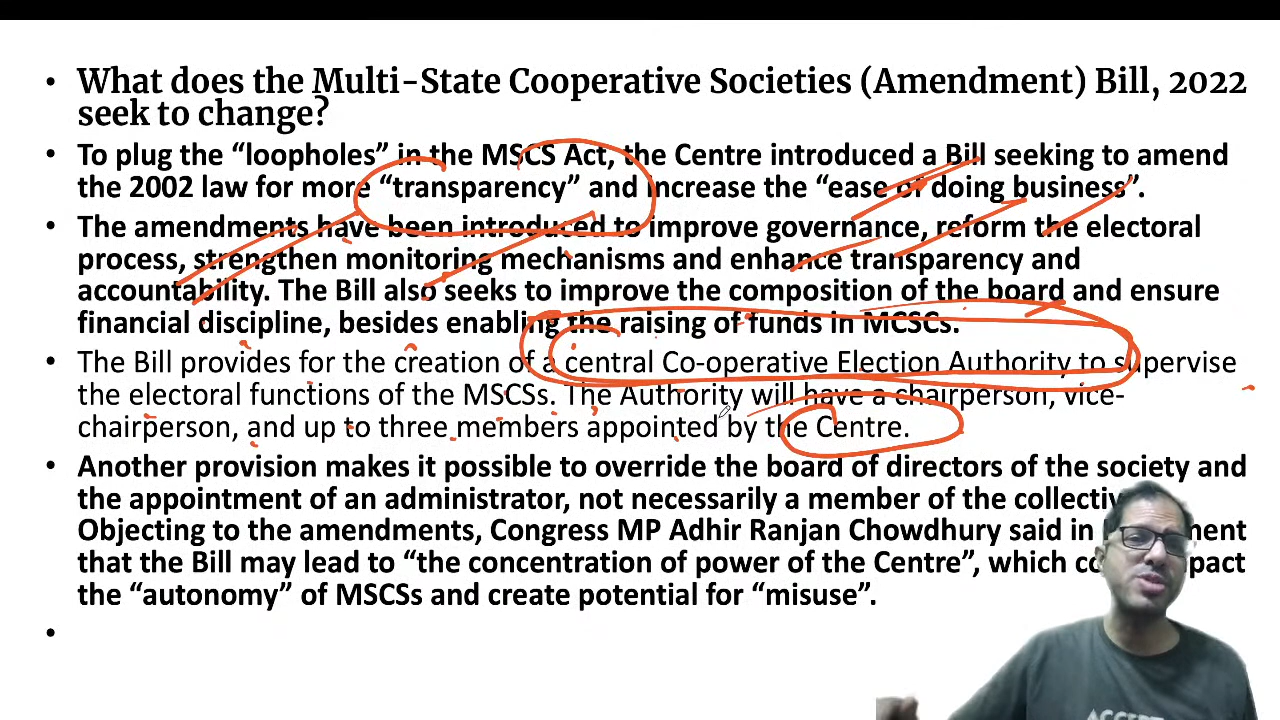 • What does the Multi-State Cooperative Societies (Amendment) Bill, 2022
seek to change?
• To plug the “loopholes” in the MSCS Act, the Centre introduced a Bill seeking to amend
the 2002 law for more “transparency” and increase the “ease of doing business”.
• The amendments have been introduced to improve governance, reform the electoral
process, strengthen monitoring mechanisms and enhance transparency and
accountability. The Bill also seeks to improve the composition of the board and ensure
financial discipline, besides enabling the raising of funds in MCSCs.
• The Bill provides for the creation of a central Co-operative Election Authority to supervise
the electoral functions of the MSCSs. The Authority will have a chairperson, vice-
chairperson, and up to three members appointed by the Centre.
• Another provision makes it possible to override the board of directors of the society and
the appointment of an administrator, not necessarily a member of the
Objecting to the amendments, Congress MP Adhir Ranjan Chowdhury said in
that the Bill may lead to “the concentration of power of the Centre”, which
the “autonomy” of MSCSs and create potential for “misuse”.
•